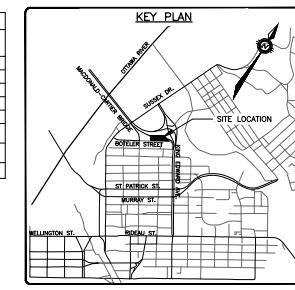 KEY PLAN
OTTAWA RIVER
MACDONALD-CARTIER BRIDGE
SUSSEX DR.
SITE LOCATION
BOTELER STREET
KING EDWARD AVE.
ST PATRICK ST.
MURRAY ST.
WELLINGTON ST.
RIDEAU ST.